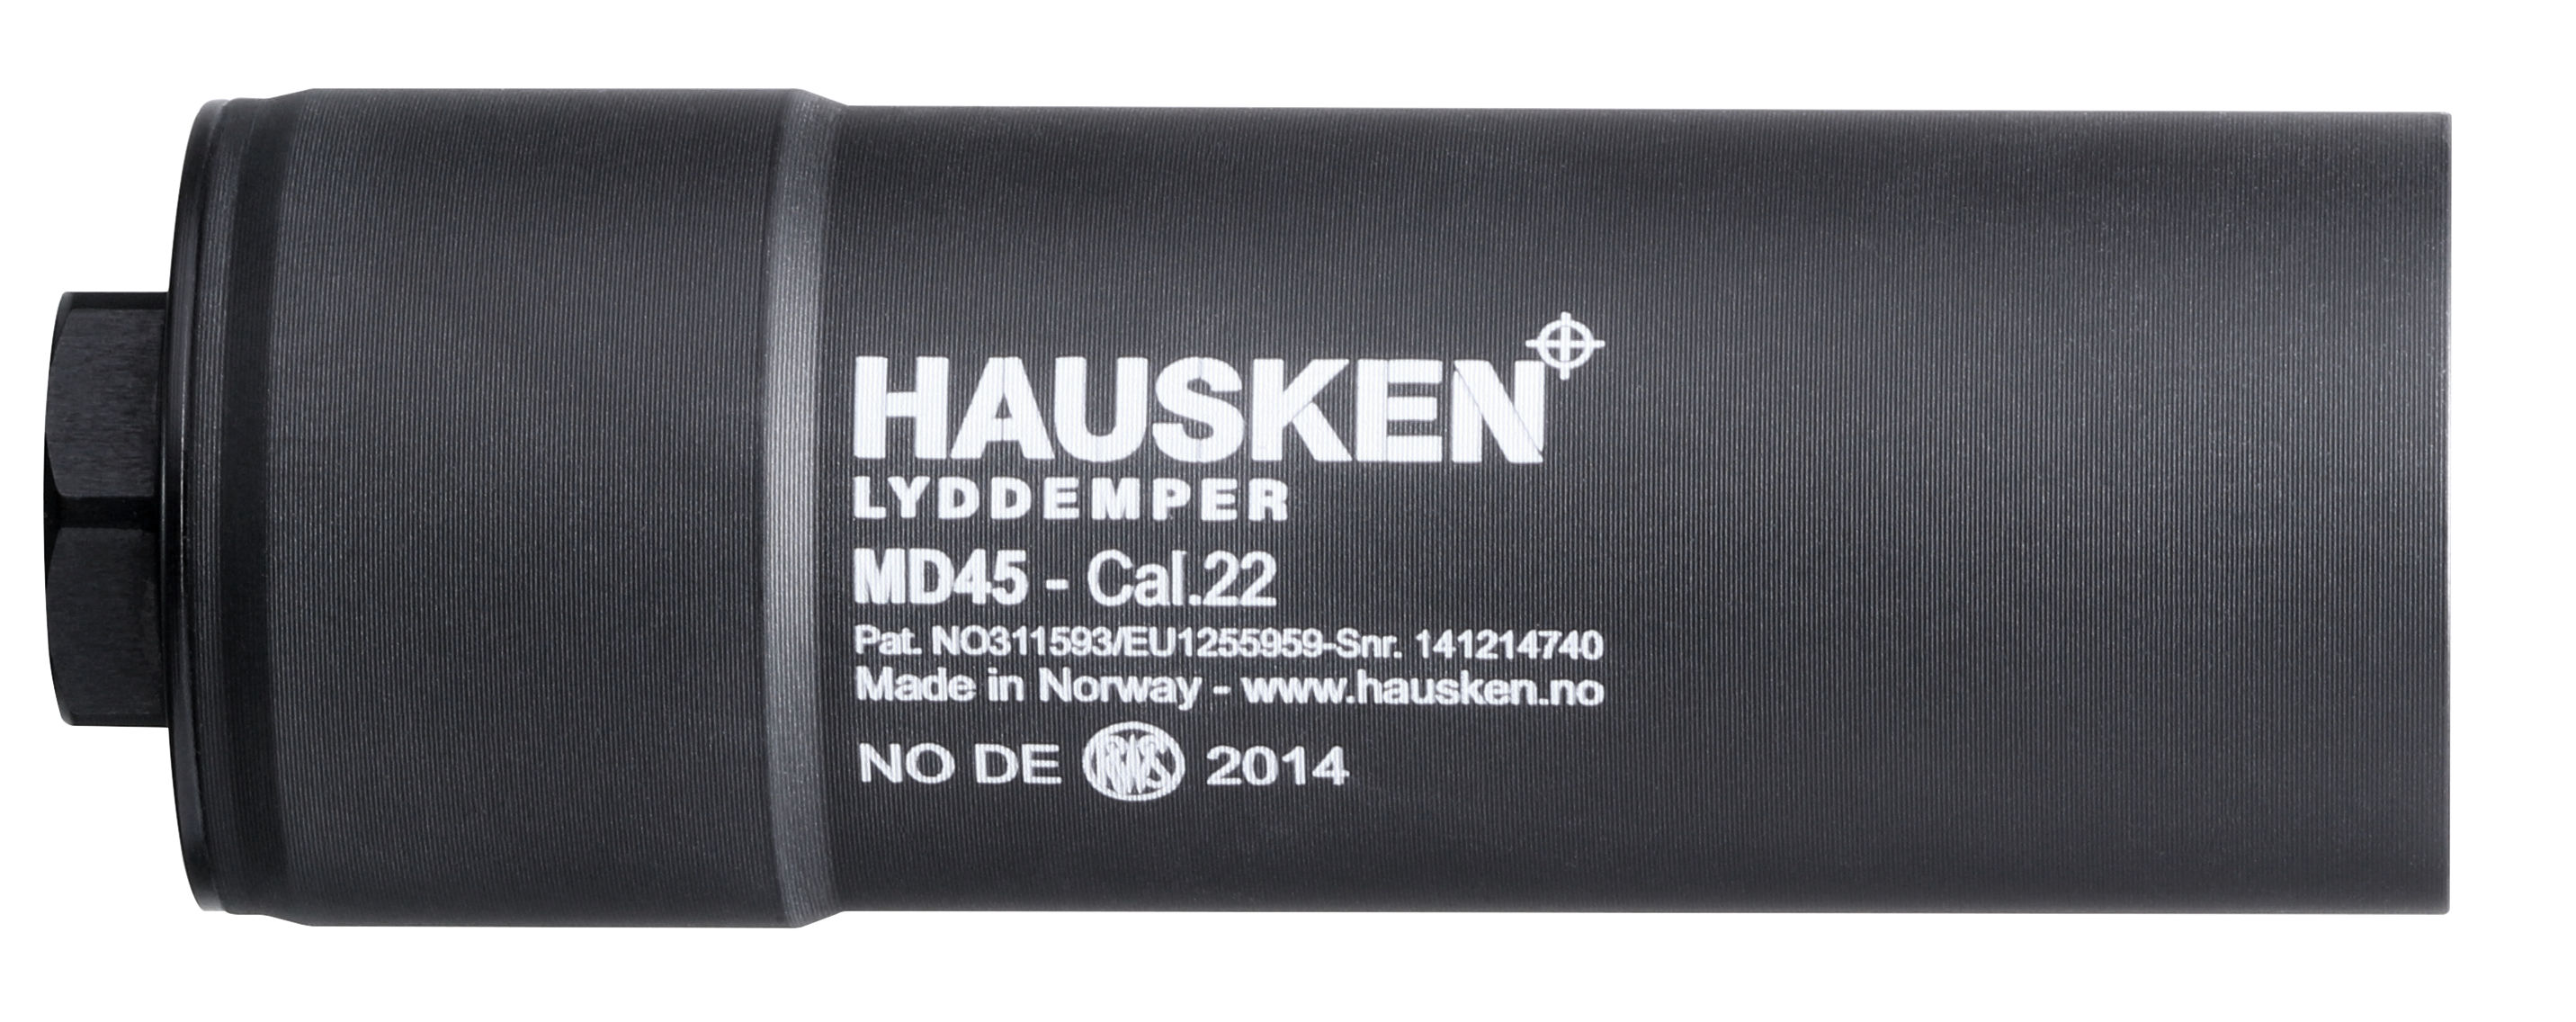 HAUSKEN
LYDDEMPER
MD45 - Cal.22
Pat. NO311593/EU1255959-Snr. 141214740
Made in Norway - www.hausken.no
NO DE RWS 2014